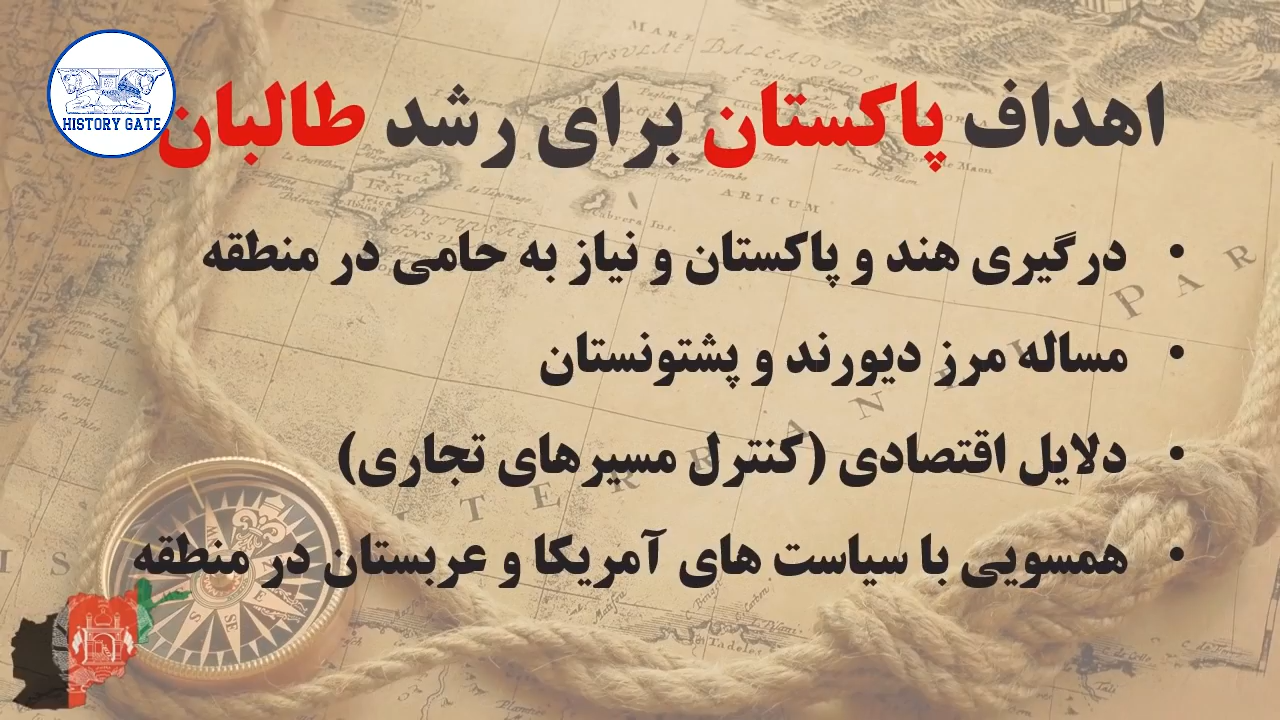 HISTORY GATE
اهداف پاکستان برای رشد طالبان
• درگیری هند و پاکستان و نیاز به حامی در منطقه
• مساله مرز دیورند و پشتونستان
• دلایل اقتصادی (کنترل مسیرهای تجاری)
• همسویی با سیاست های آمریکا و عربستان در منطقه